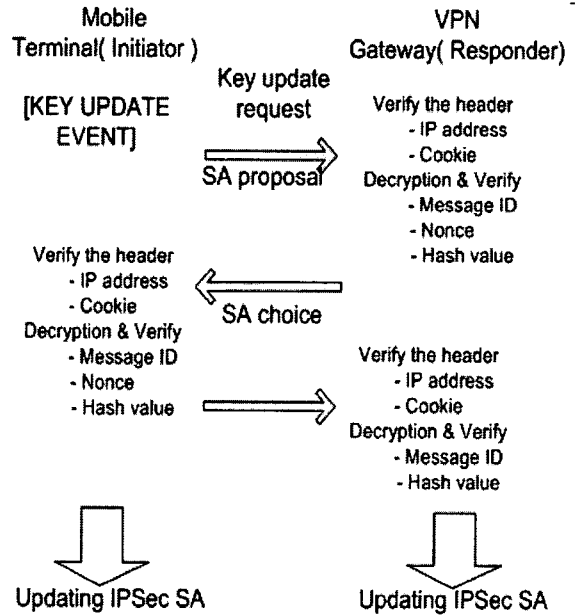 Mobile
Terminal( Initiator )
VPN
Gateway( Responder)
[KEY UPDATE
EVENT]
Key update
request
SA proposal
Verify the header
- IP address
- Cookie
Decryption & Verify
- Message ID
- Nonce
- Hash value
Verify the header
- IP address
- Cookie
Decryption & Verify
- Message ID
- Nonce
- Hash value
SA choice
Verify the header
- IP address
- Cookie
Decryption & Verify
- Message ID
- Hash value
Updating IPSec SA
Updating IPSec SA